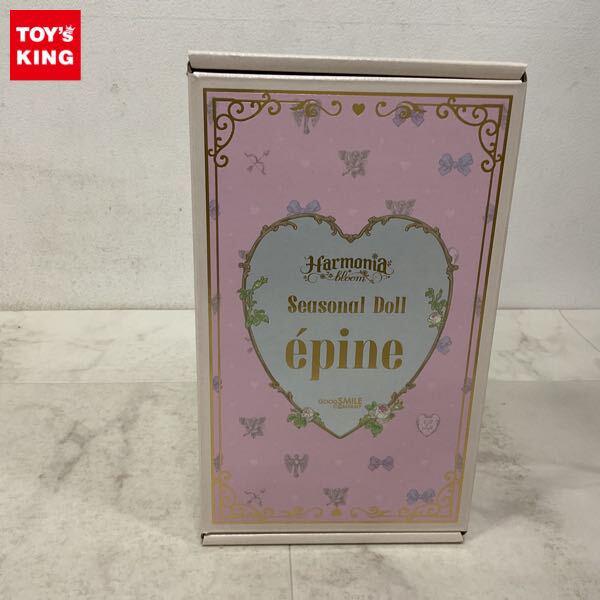 TOY's
KING
Harmonia
bloom
Seasonal Doll
épine
GOOD SMILE
COMPANY